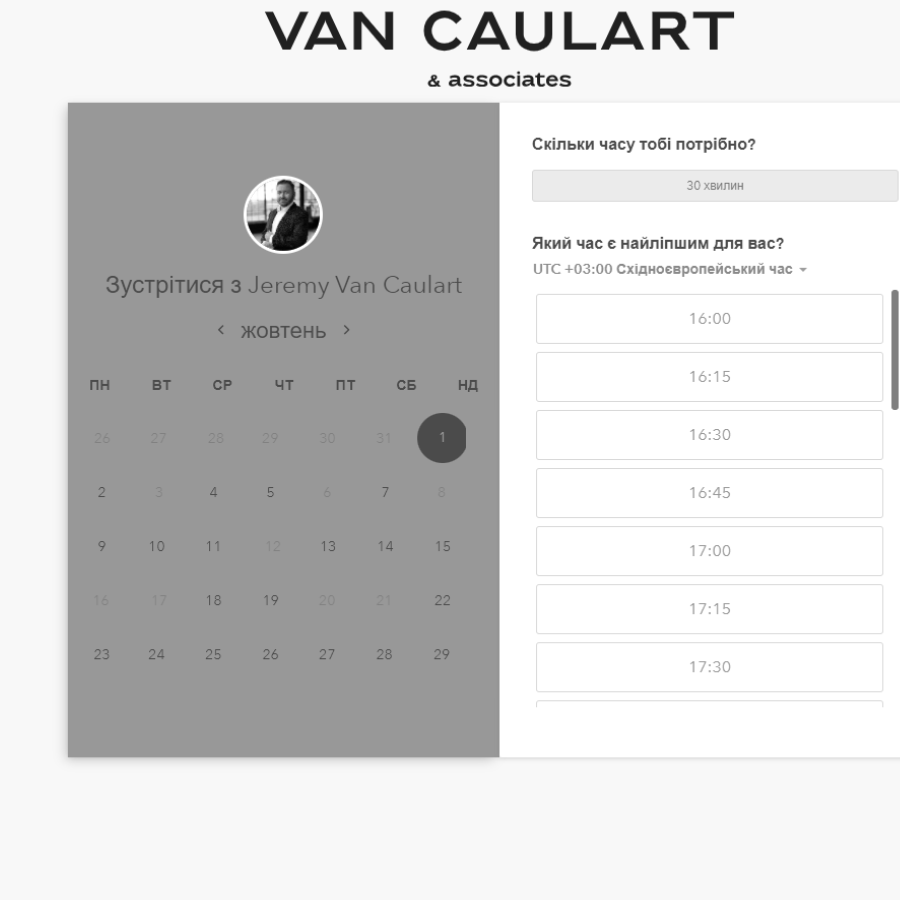 VAN CAULART
& associates
Зустрітися з Jeremy Van Caulart
жовтень
ПН ВТ СР ЧТ ПТ СБ НД
26 27 28 29 30 31 1
2 3 4 5 6 7 8
9 10 11 12 13 14 15
16 17 18 19 20 21 22
23 24 25 26 27 28 29
Скільки часу тобі потрібно?
30 хвилин
Який час є найліпшим для вас?
UTC +03:00 Східноєвропейський час
16:00
16:15
16:30
16:45
17:00
17:15
17:30